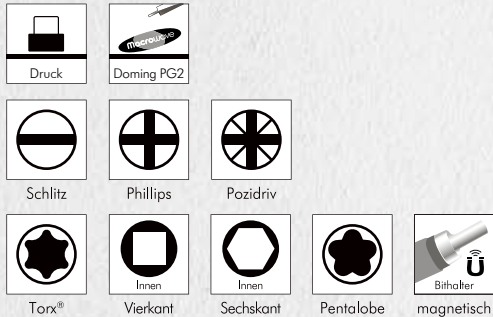 Druck
macrowave
Doming PG2
Schlitz
Phillips
Pozidriv
Innen
Innen
Bithalter
Torx®
Vierkant
Sechskant
Pentalobe
magnetisch